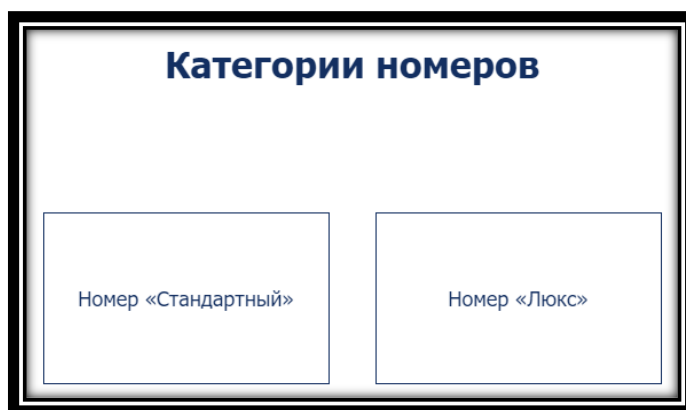 Категории номеров
Номер «Стандартный»
Номер «Люкс»